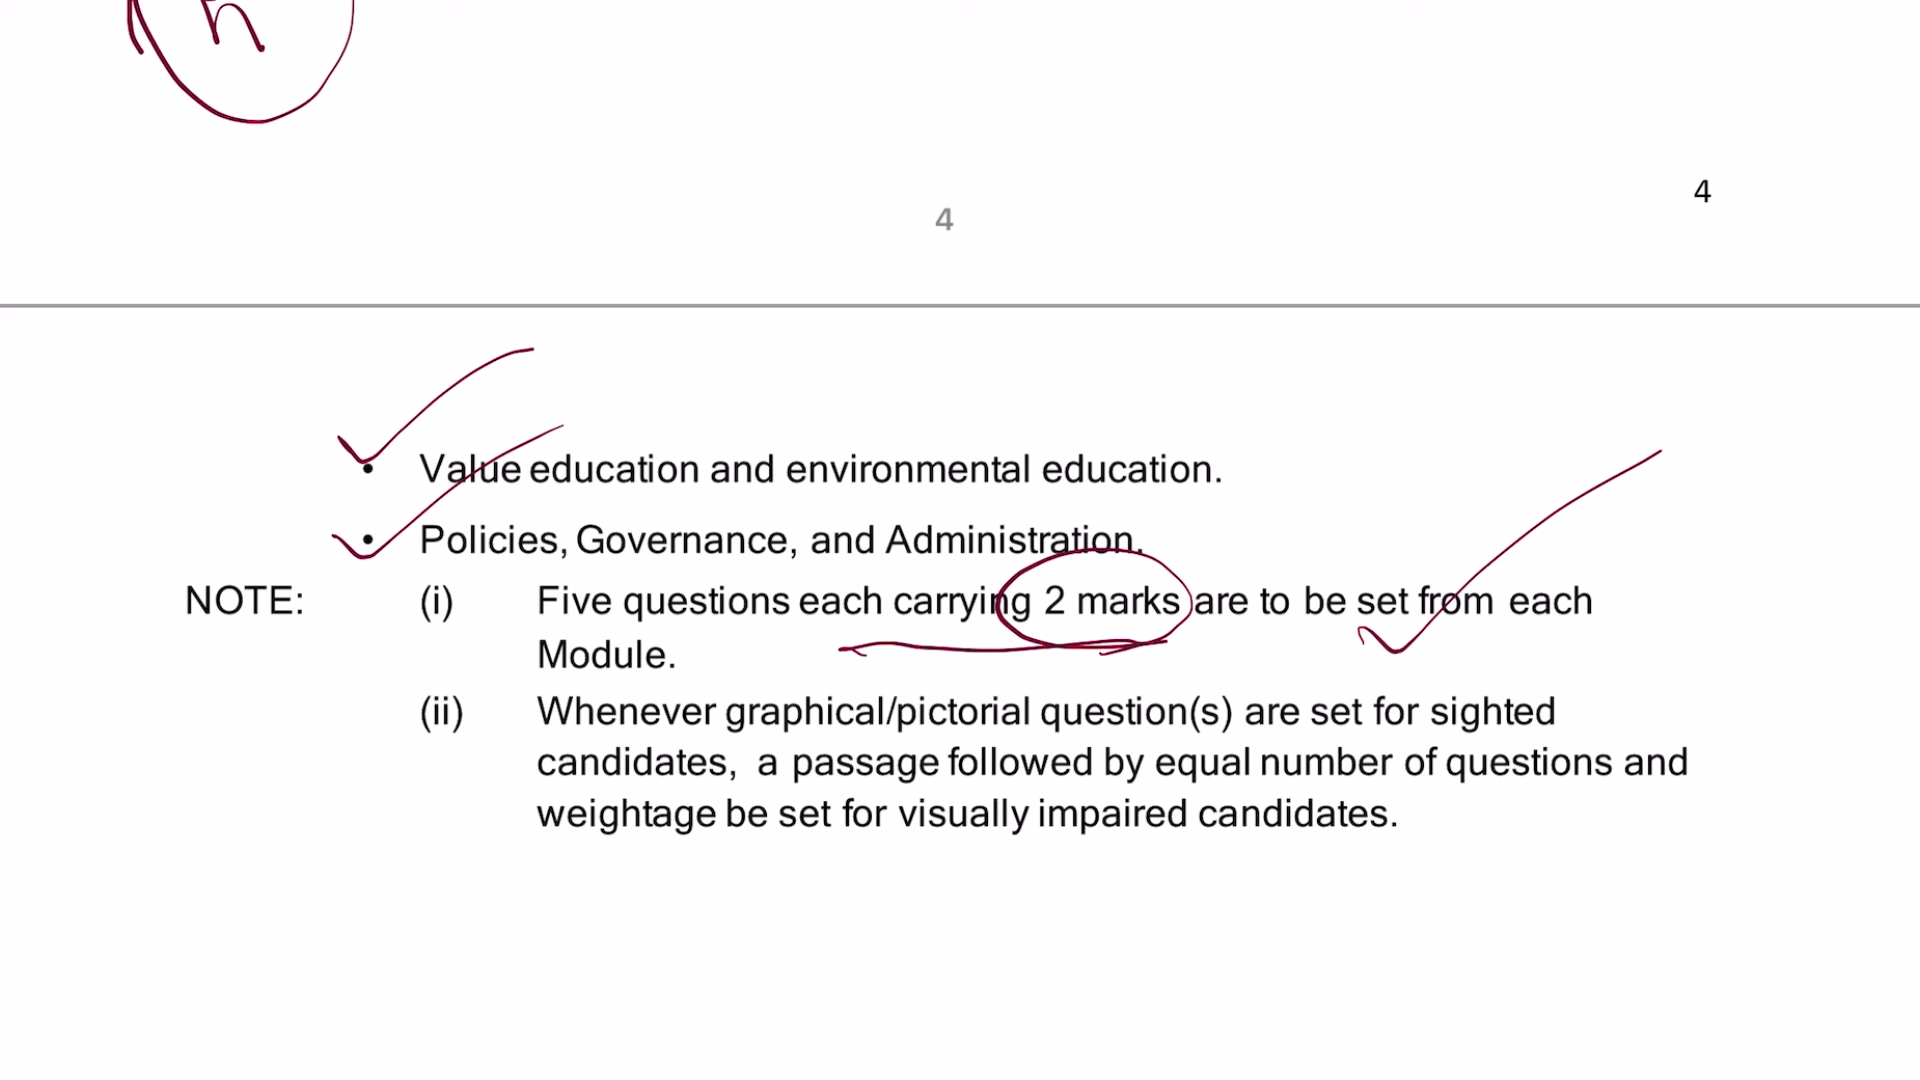 h
4
4
• Value education and environmental education.
• Policies, Governance, and Administration.
NOTE: (i) Five questions each carrying 2 marks are to be set from each
Module.
(ii) Whenever graphical/pictorial question(s) are set for sighted
candidates, a passage followed by equal number of questions and
weightage be set for visually impaired candidates.